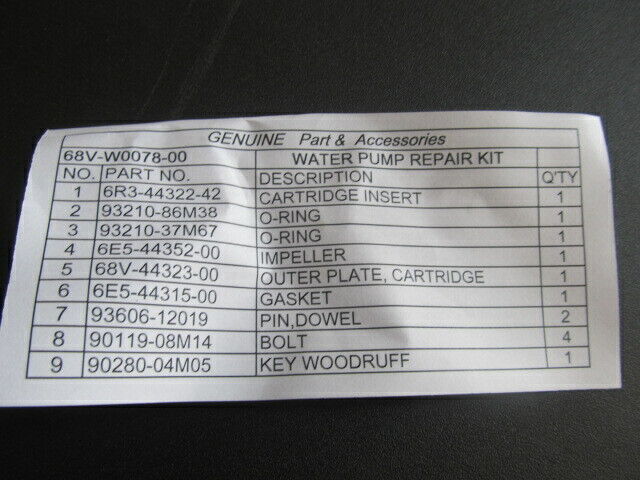 GENUINE Part & Accessories
68V-W0078-00 WATER PUMP REPAIR KIT
NO. PART NO. DESCRIPTION Q'TY
1 6R3-44322-42 CARTRIDGE INSERT 1
2 93210-86M38 O-RING 1
3 93210-37M67 O-RING 1
4 6E5-44352-00 IMPELLER 1
5 68V-44323-00 OUTER PLATE, CARTRIDGE 1
6 6E5-44315-00 GASKET 1
7 93606-12019 PIN,DOWEL 2
8 90119-08M14 BOLT 4
9 90280-04M05 KEY WOODRUFF 1